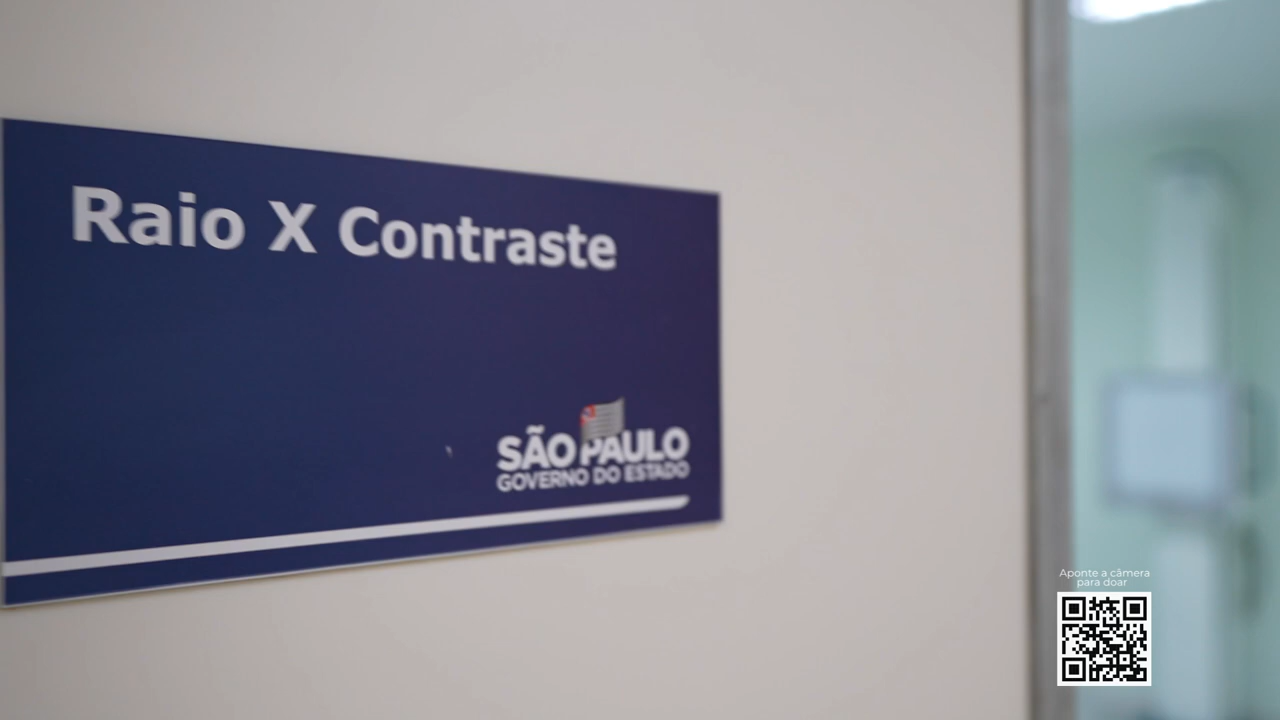 Raio X Contraste
SÃO PAULO
GOVERNO DO ESTADO
Aponte a câmera
para doar